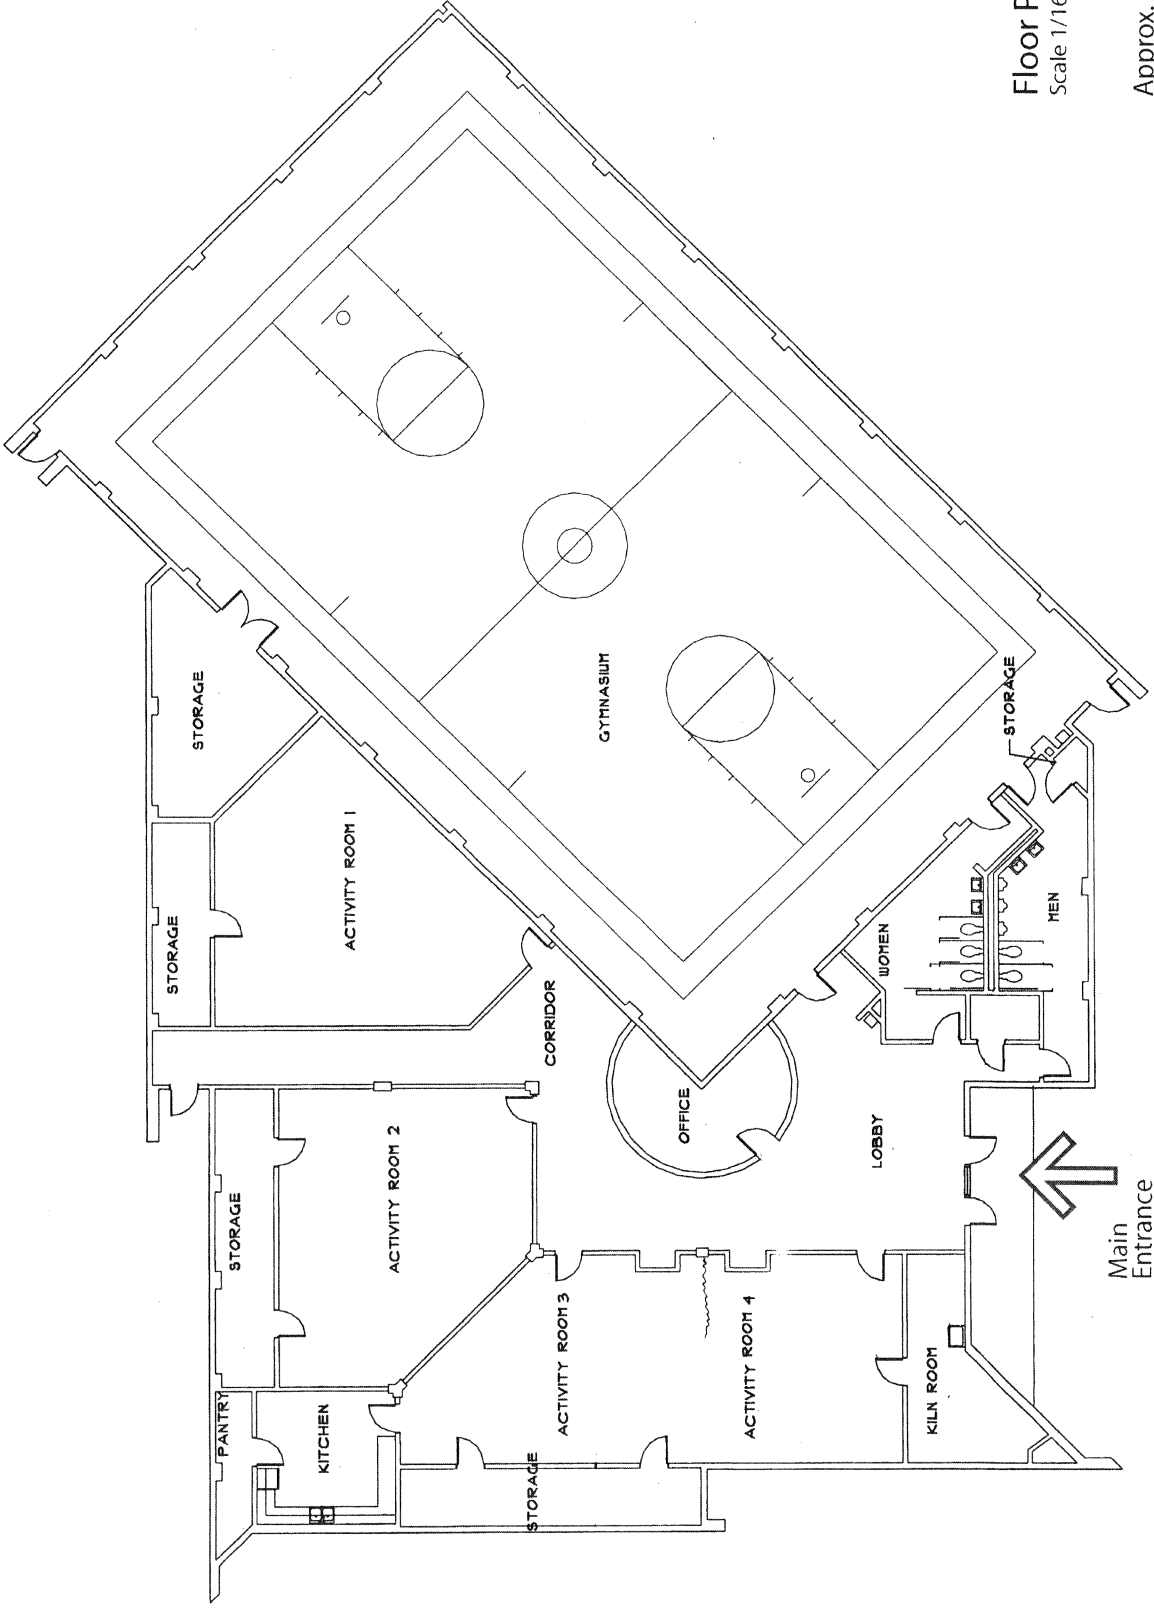 Floor P
Scale 1/16
Approx.
STORAGE
STORAGE
ACTIVITY ROOM 1
GYMNASIUM
STORAGE
WOMEN
MEN
CORRIDOR
OFFICE
LOBBY
STORAGE
ACTIVITY ROOM 2
PANTRY
KITCHEN
ACTIVITY ROOM 3
ACTIVITY ROOM 4
STORAGE
KILN ROOM
Main
Entrance